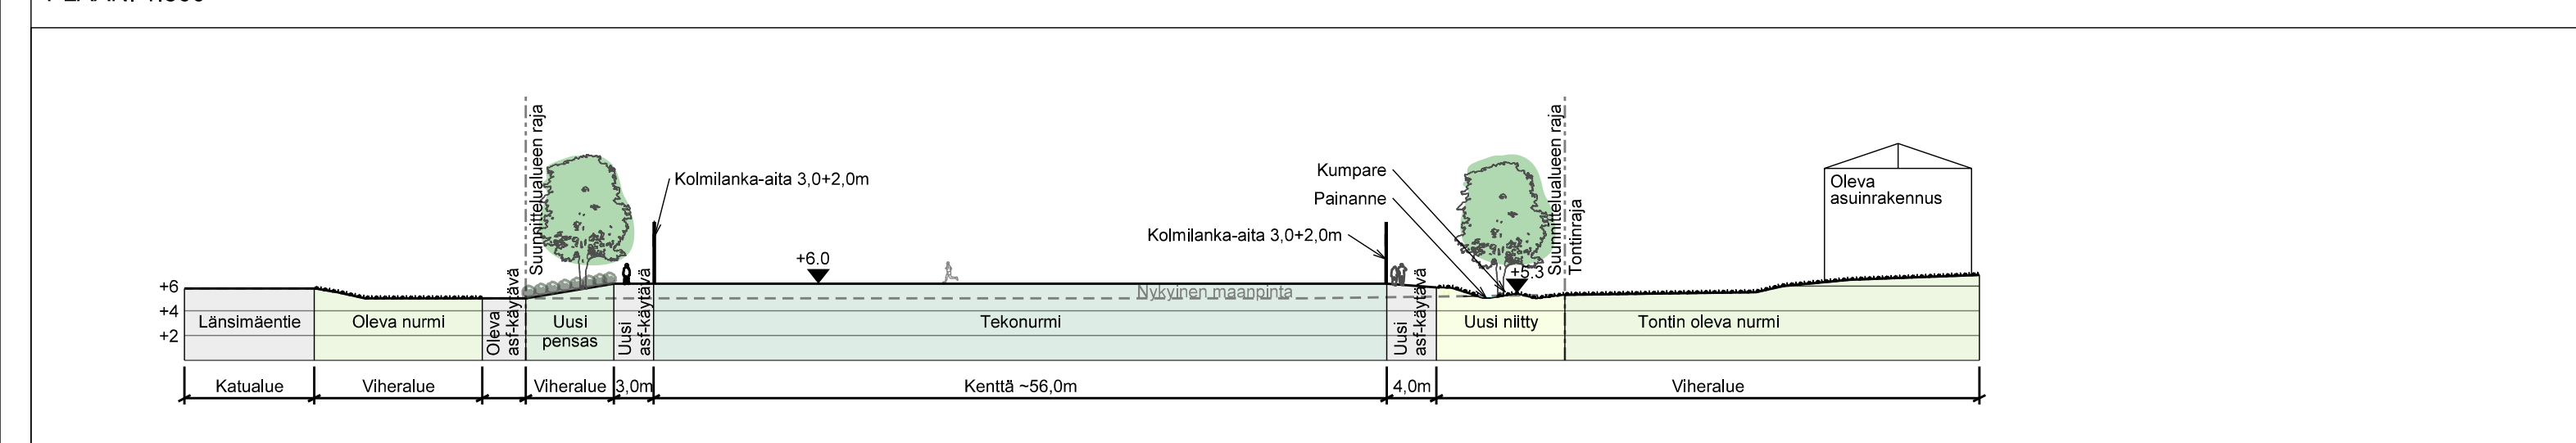 Suunnittelualueen raja
Kolmilanka-aita 3,0+2,0m
Kumpare
Painanne
Kolmilanka-aita 3,0+2,0m
Suunnittelualueen raja
Tontinraja
Oleva
asuinrakennus
+6.0
+5.3
Nykyinen maanpinta
+6
+4
+2
Länsimäentie
Oleva nurmi
Oleva
asf-käytävä
Uusi
pensas
Uusi
asf-käytävä
Tekonurmi
Uusi
asf-käytävä
Uusi niitty
Tontin oleva nurmi
Katualue
Viheralue
Viheralue
3,0m
Kenttä ~56,0m
4,0m
Viheralue